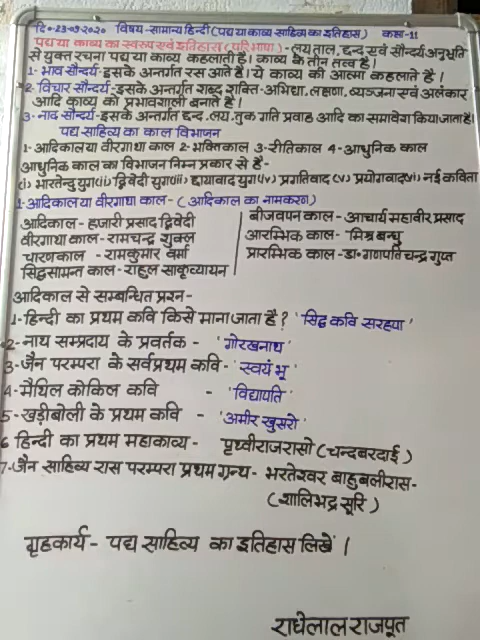 दि०-23-09-2020 विषय-सामान्य हिन्दी (पद्य या काव्य साहित्य का इतिहास) कक्षा-11
पद्य या काव्य का स्वरूप एवं इतिहास (परिभाषा) - लय ताल, छन्द एवं सौन्दर्य अनुभूति
से युक्त रचना पद्य या काव्य कहलाती है। काव्य के तीन तत्व है।
1- भाव सौन्दर्य- इसके अन्तर्गत रस आते है। ये काव्य की आत्मा कहलाते है।
2- विचार सौन्दर्य- इसके अन्तर्गत शब्द शक्ति-अभिधा, लक्षणा, व्यञ्जना एवं अलंकार
आदि काव्य को प्रभावशाली बनाते है।
3- नाद सौन्दर्य- इसके अन्तर्गत छन्द, लय, तुक गति प्रवाह आदि का समावेश किया जाता है।
पद्य साहित्य का काल विभाजन
1- आदिकाल या वीरगाथा काल 2- भक्तिकाल 3- रीतिकाल 4- आधुनिक काल
आधुनिक काल का विभाजन निम्न प्रकार से है-
(i) भारतेन्दु युग (ii) द्विवेदी युग (iii) छायावाद युग (iv) प्रगतिवाद (v) प्रयोगवाद (vi) नई कविता
1- आदिकाल या वीरगाथा काल - (आदिकाल का नामकरण)
आदिकाल - हजारी प्रसाद द्विवेदी
वीरगाथा काल - रामचन्द्र शुक्ल
चारणकाल - रामकुमार वर्मा
सिद्धसामन्त काल - राहुल सांकृत्यायन
बीजवपन काल - आचार्य महावीर प्रसाद
आरम्भिक काल - मिश्र बन्धु
प्रारम्भिक काल - डा० गणपति चन्द्र गुप्त
आदिकाल से सम्बन्धित प्रश्न-
1- हिन्दी का प्रथम कवि किसे माना जाता है? 'सिद्ध कवि सरहपा'
2- नाथ सम्प्रदाय के प्रवर्तक - 'गोरखनाथ'
3- जैन परम्परा के सर्वप्रथम कवि - 'स्वयं भू'
4- मैथिल कोकिल कवि - 'विद्यापति'
5- खड़ीबोली के प्रथम कवि - 'अमीर खुसरो'
6 हिन्दी का प्रथम महाकाव्य - पृथ्वीराजरासो (चन्दबरदाई)
7- जैन साहित्य रास परम्परा प्रथम ग्रन्थ - भरतेश्वर बाहुबलीरास-
(शालिभद्र सूरि)
गृहकार्य - पद्य साहित्य का इतिहास लिखें।
राधेलाल राजपूत